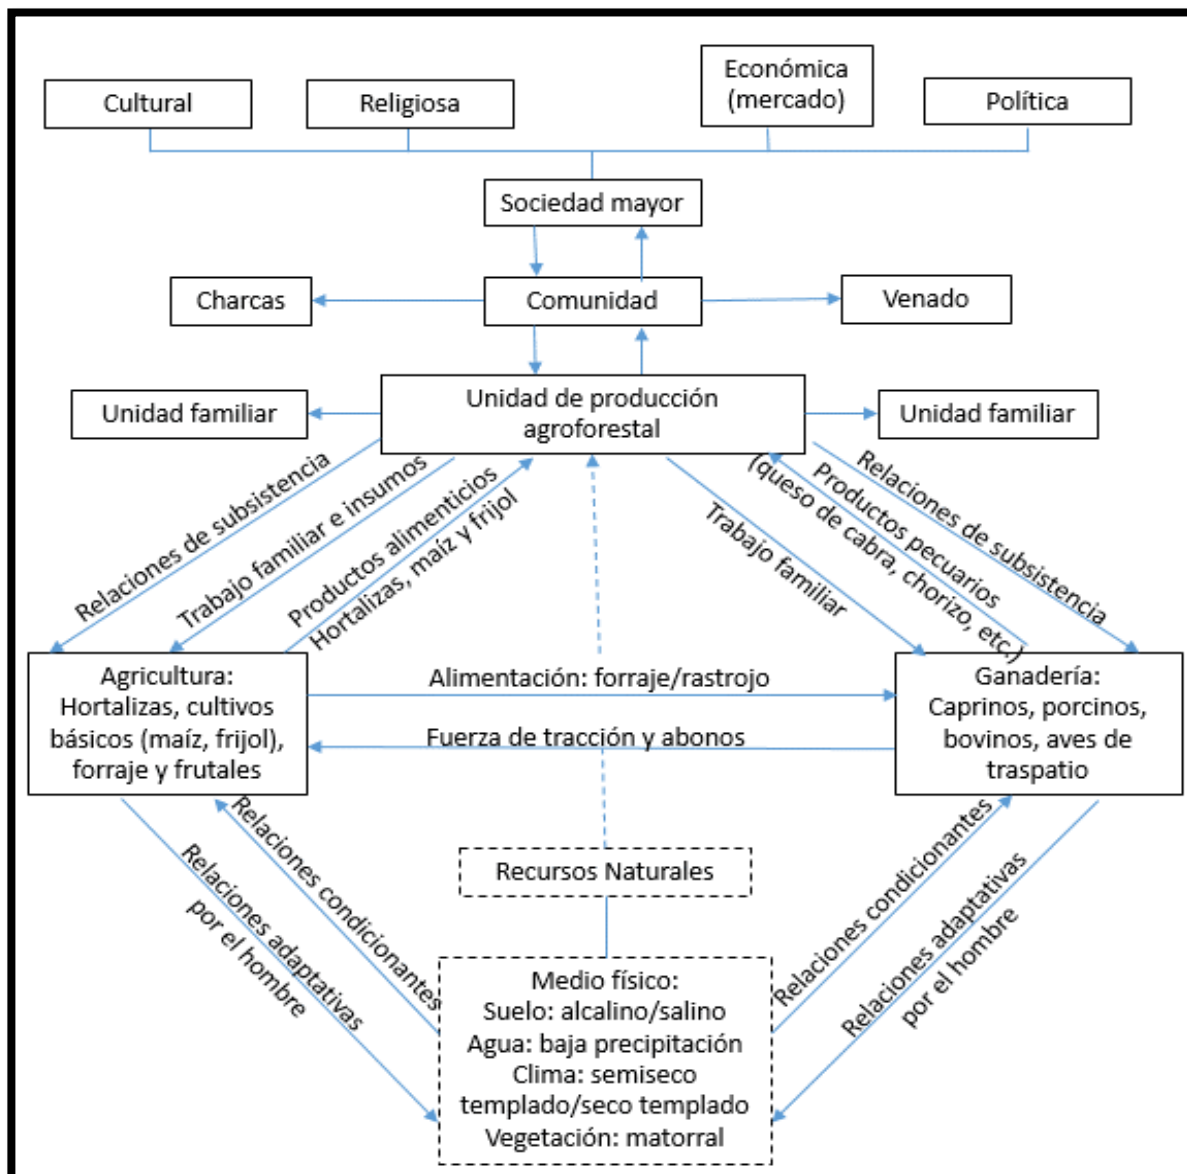 Cultural
Religiosa
Económica
(mercado)
Política
Sociedad mayor
Charcas
Comunidad
Venado
Unidad familiar
Unidad de producción
agroforestal
Unidad familiar
Relaciones de subsistencia
Trabajo familiar e insumos
Productos alimenticios
Hortalizas, maíz y frijol
Trabajo familiar
(queso de cabra, chorizo, etc.)
Productos pecuarios
Relaciones de subsistencia
Agricultura:
Hortalizas, cultivos
básicos (maíz, frijol),
forraje y frutales
Alimentación: forraje/rastrojo
Fuerza de tracción y abonos
Ganadería:
Caprinos, porcinos,
bovinos, aves de
traspatio
Relaciones adaptativas
por el hombre
Relaciones condicionantes
Recursos Naturales
Medio físico:
Suelo: alcalino/salino
Agua: baja precipitación
Clima: semiseco
templado/seco templado
Vegetación: matorral
Relaciones condicionantes
Relaciones adaptativas
por el hombre